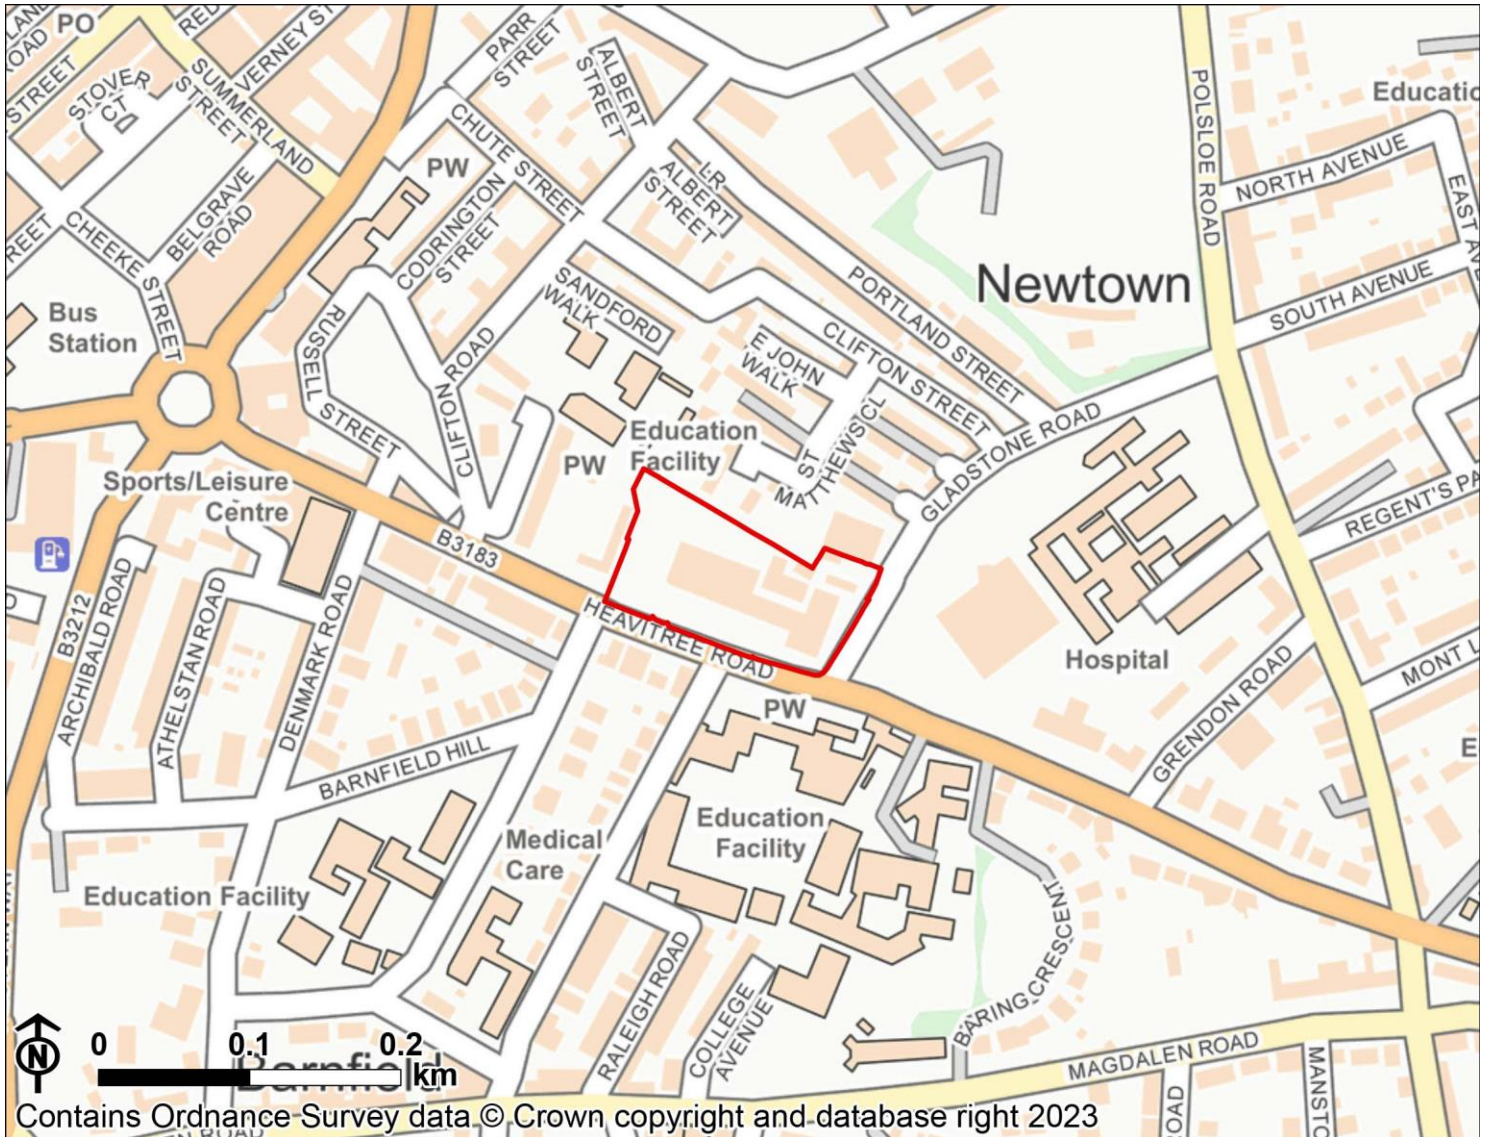 PO
ROAD
STREET
STOVER
CT
VERNEY ST
SUMMERLAND
STREET
PARR
STREET
ALBERT
STREET
CHUTE STREET
PW
CODRINGTON
STREET
LR
ALBERT
STREET
BELGRAVE
ROAD
CHEEKE
STREET
Bus
Station
RUSSELL STREET
CLIFTON ROAD
SANDFORD
WALK
E JOHN
WALK
PORTLAND STREET
CLIFTON STREET
Newtown
POLSLOE ROAD
NORTH AVENUE
SOUTH AVENUE
GLADSTONE ROAD
ST
MATTHEWS CL
Education
Facility
PW
Sports/Leisure
Centre
B3183
HEAVITREE ROAD
B3212
ARCHIBALD ROAD
ATHELSTAN ROAD
DENMARK ROAD
BARNFIELD HILL
Hospital
GRENDON ROAD
PW
Education
Facility
Medical
Care
Education Facility
RALEIGH ROAD
COLLEGE
AVENUE
BARING CRESCENT
MAGDALEN ROAD
ROAD
Barnfield
N
0 0.1 0.2
km
Contains Ordnance Survey data © Crown copyright and database right 2023